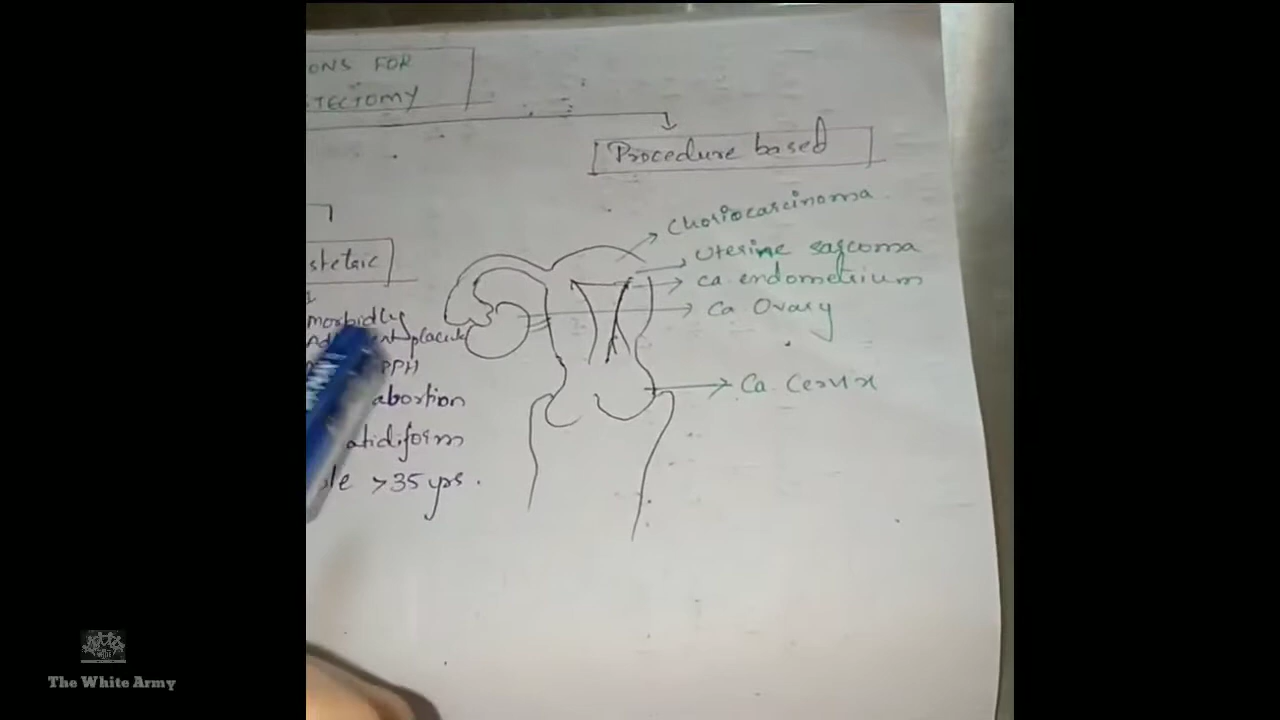 ONS FOR
TECTOMY
Procedure based
stetric
Choriocarcinoma
Uterine sarcoma
Ca endometrium
Ca Ovary
Ca Cervix
morbidly
placenta
PPH
abortion
atidiform
le >35 yrs.
The White Army